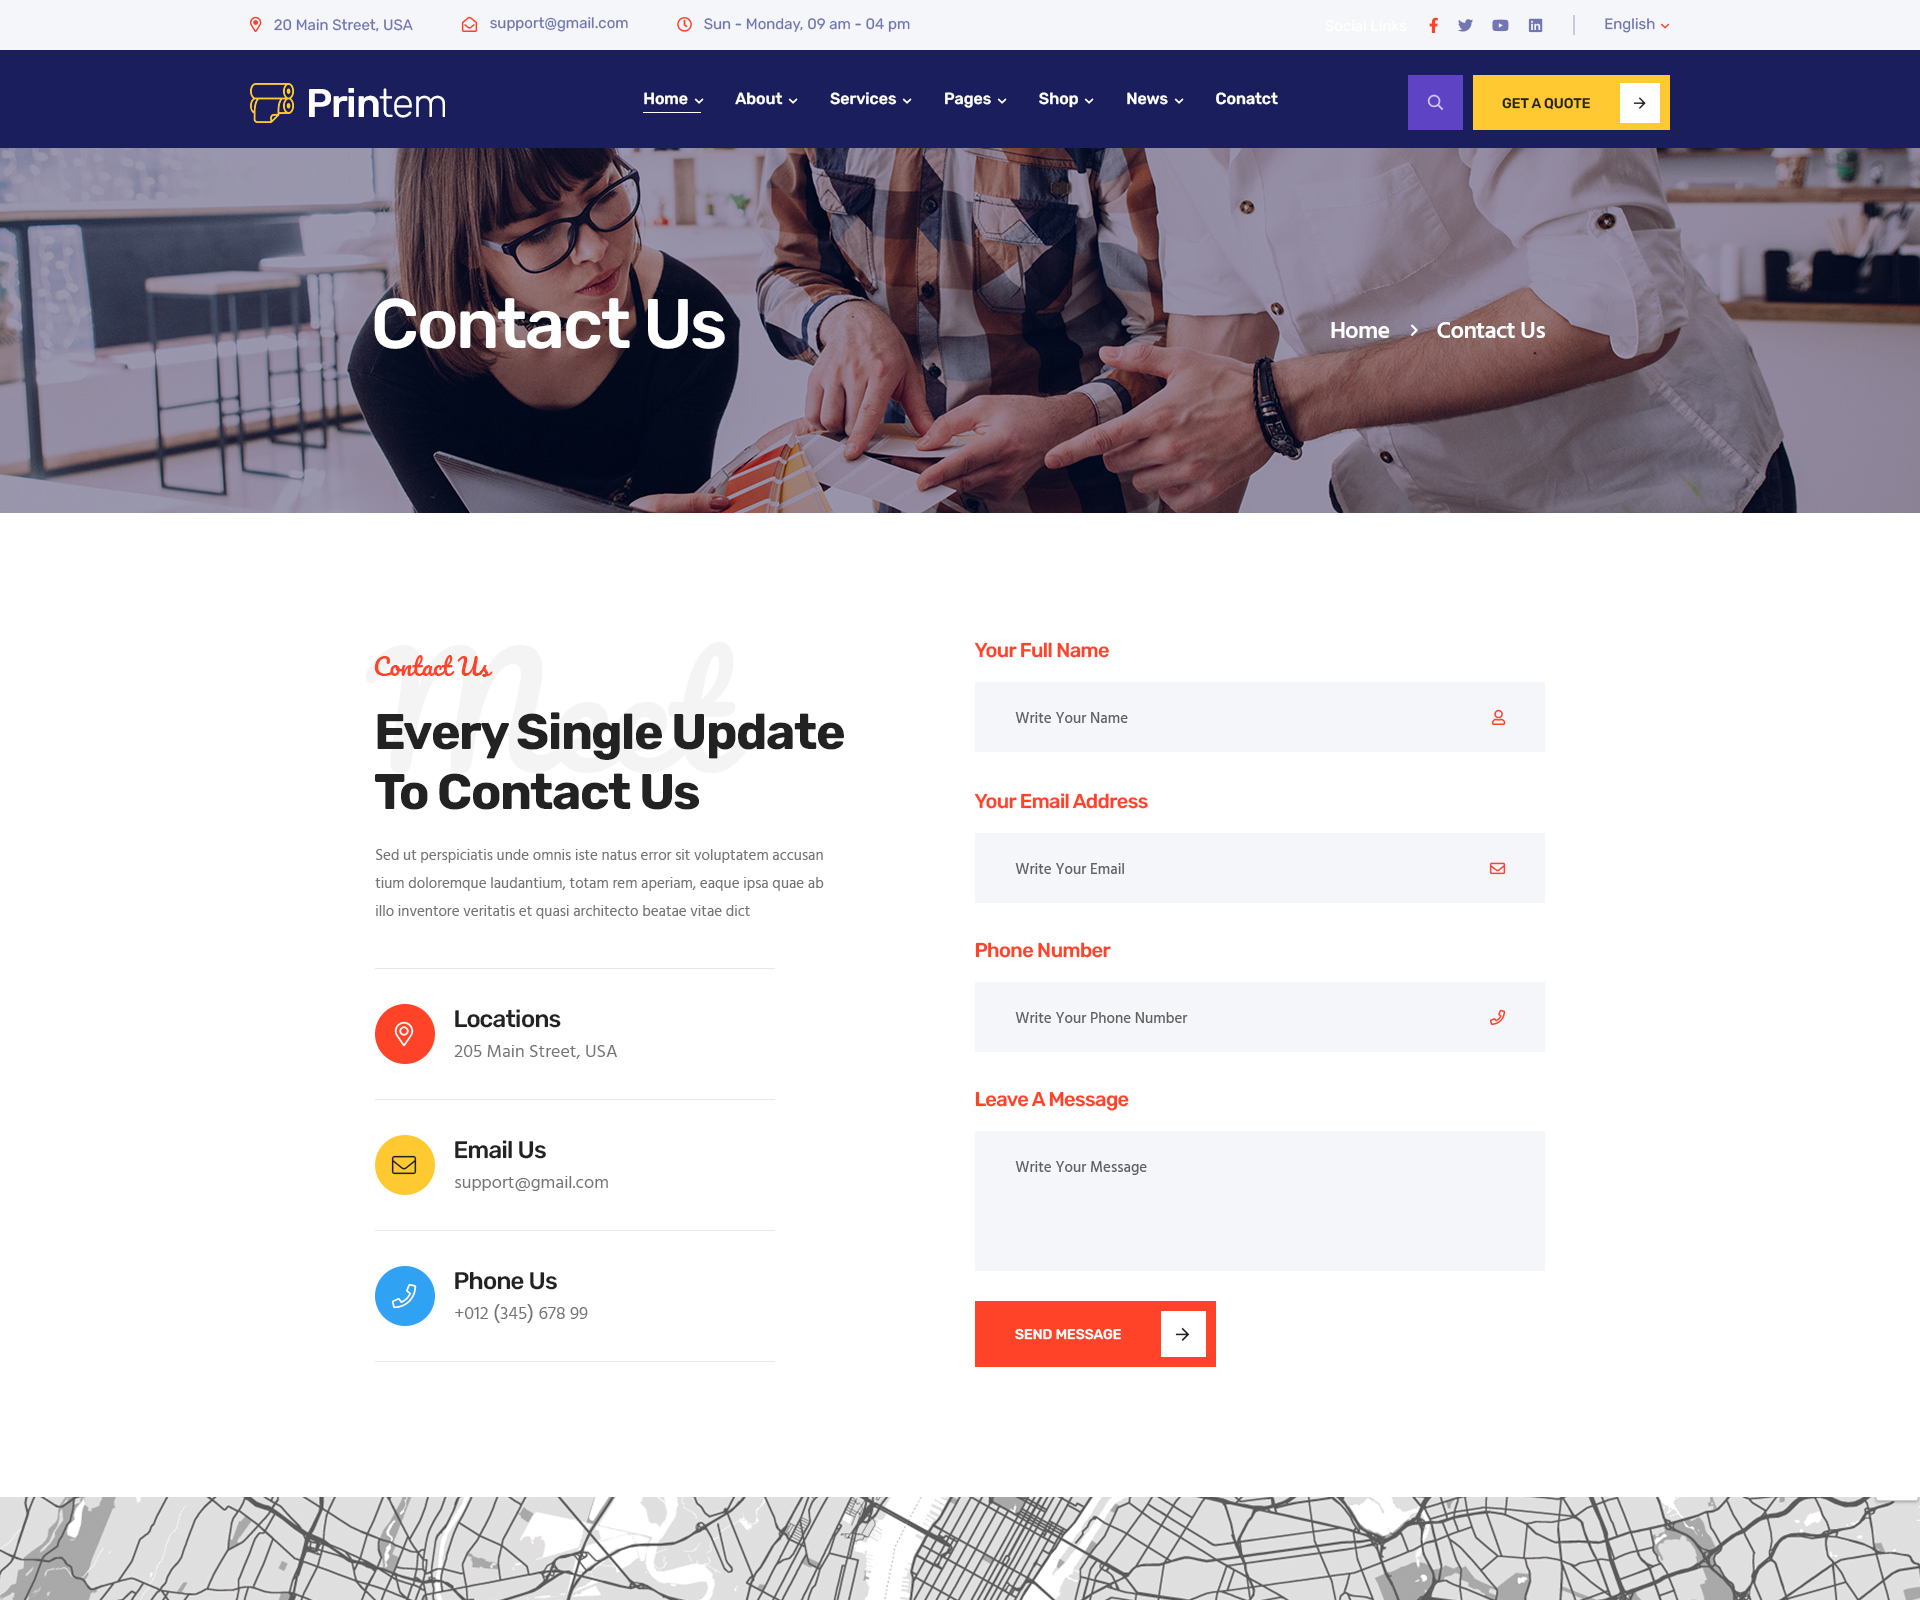 20 Main Street, USA
support@gmail.com
Sun - Monday, 09 am - 04 pm
Social Links
English
Printem
Home
About
Services
Pages
Shop
News
Conatct
GET A QUOTE
Contact Us
Home > Contact Us
Meet
Contact Us
Every Single Update
To Contact Us
Sed ut perspiciatis unde omnis iste natus error sit voluptatem accusan
tium doloremque laudantium, totam rem aperiam, eaque ipsa quae ab
illo inventore veritatis et quasi architecto beatae vitae dict
Locations
205 Main Street, USA
Email Us
support@gmail.com
Phone Us
+012 (345) 678 99
Your Full Name
Write Your Name
Your Email Address
Write Your Email
Phone Number
Write Your Phone Number
Leave A Message
Write Your Message
SEND MESSAGE